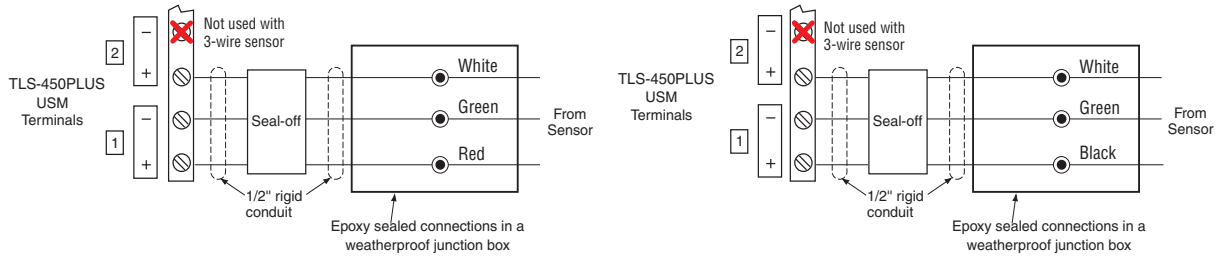 Not used with
3-wire sensor
2
−
+
TLS-450PLUS
USM
Terminals
1
−
+
Seal-off
White
Green
Red
From
Sensor
1/2" rigid
conduit
Epoxy sealed connections in a
weatherproof junction box
Not used with
3-wire sensor
2
−
+
TLS-450PLUS
USM
Terminals
1
−
+
Seal-off
White
Green
Black
From
Sensor
1/2" rigid
conduit
Epoxy sealed connections in a
weatherproof junction box